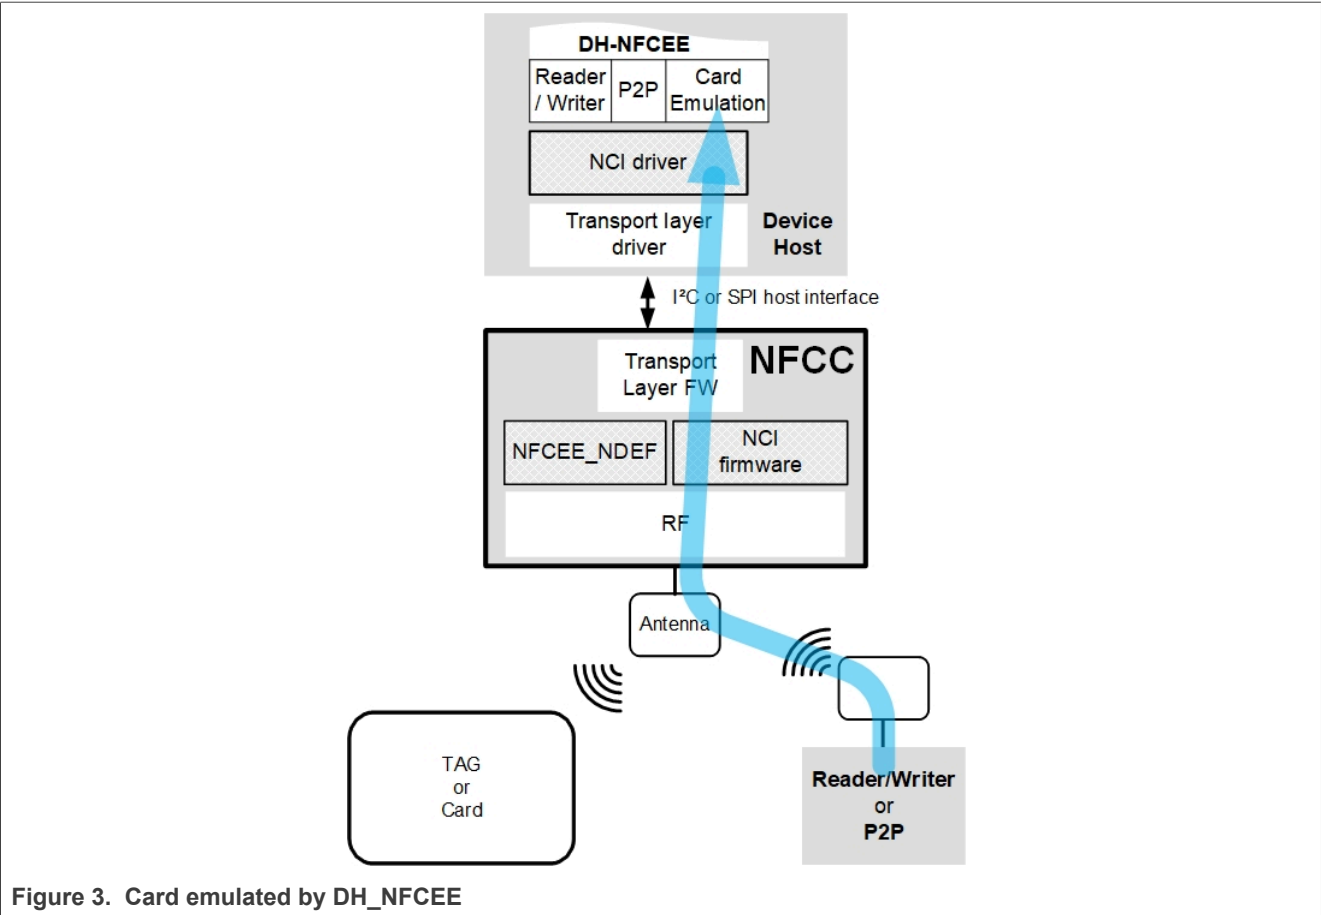 DH-NFCEE
Reader
/ Writer
P2P
Card
Emulation
NCI driver
Transport layer
driver
Device
Host
I²C or SPI host interface
NFCC
Transport
Layer FW
NFCEE_NDEF
NCI
firmware
RF
Antenna
TAG
or
Card
Reader/Writer
or
P2P
Figure 3. Card emulated by DH_NFCEE